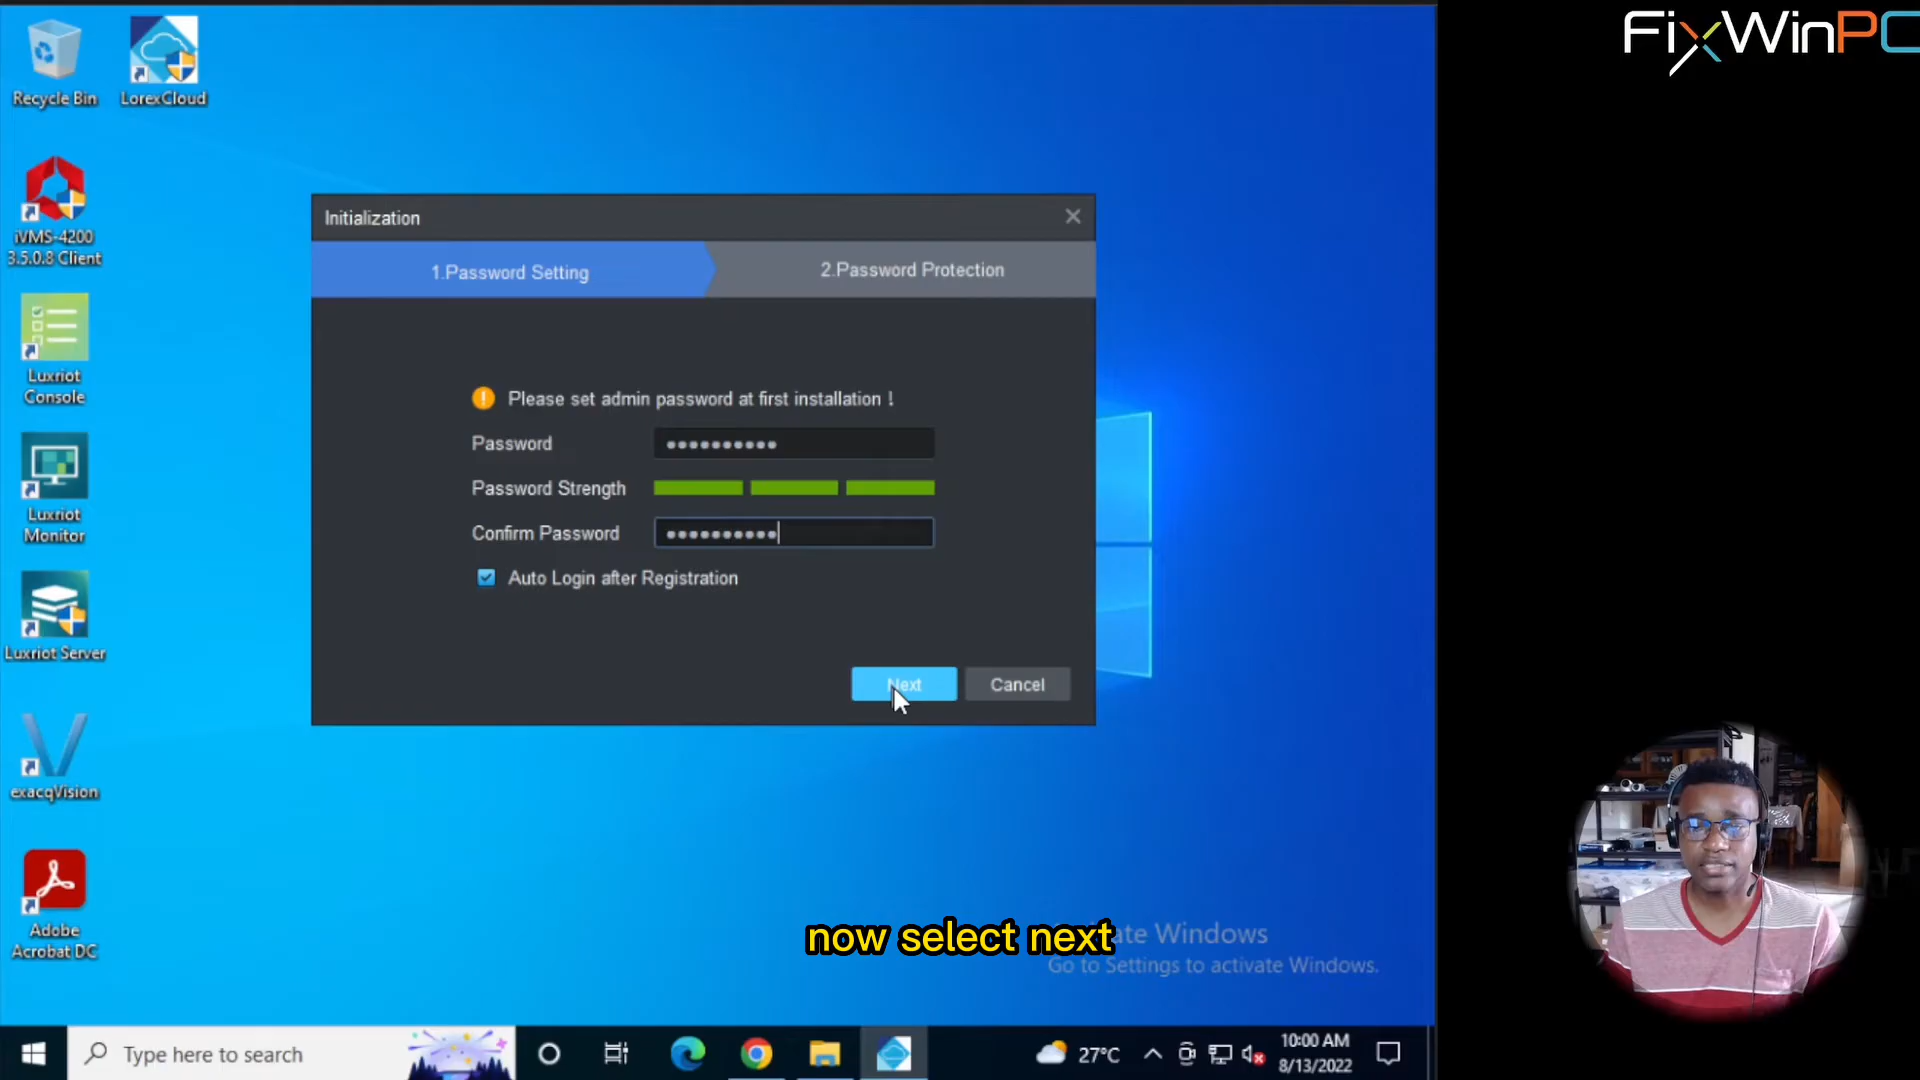 FixWinPC
Recycle Bin
LorexCloud
iVMS-4200
3.5.0.8 Client
Luxriot
Console
Luxriot
Monitor
Luxriot Server
exacqVision
Adobe
Acrobat DC
Initialization
1.Password Setting
2.Password Protection
Please set admin password at first installation !
Password
Password Strength
Confirm Password
Auto Login after Registration
Next
Cancel
now select next
ate Windows
Go to Settings to activate Windows.
Type here to search
27°C
10:00 AM
8/13/2022